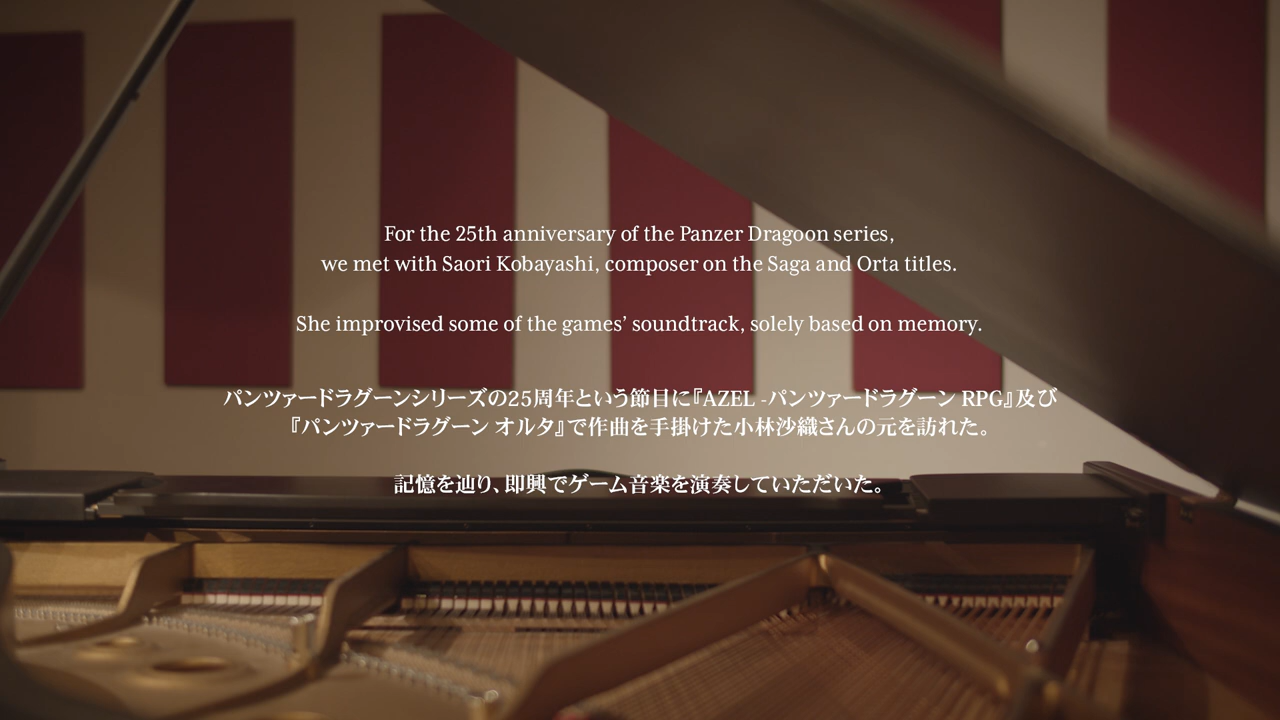 For the 25th anniversary of the Panzer Dragoon series,
we met with Saori Kobayashi, composer on the Saga and Orta titles.
She improvised some of the games’ soundtrack, solely based on memory.
パンツァードラグーンシリーズの25周年という節目に『AZEL -パンツァードラグーン RPG』及び
『パンツァードラグーン オルタ』で作曲を手掛けた小林沙織さんの元を訪れた。
記憶を辿り、即興でゲーム音楽を演奏していただいた。